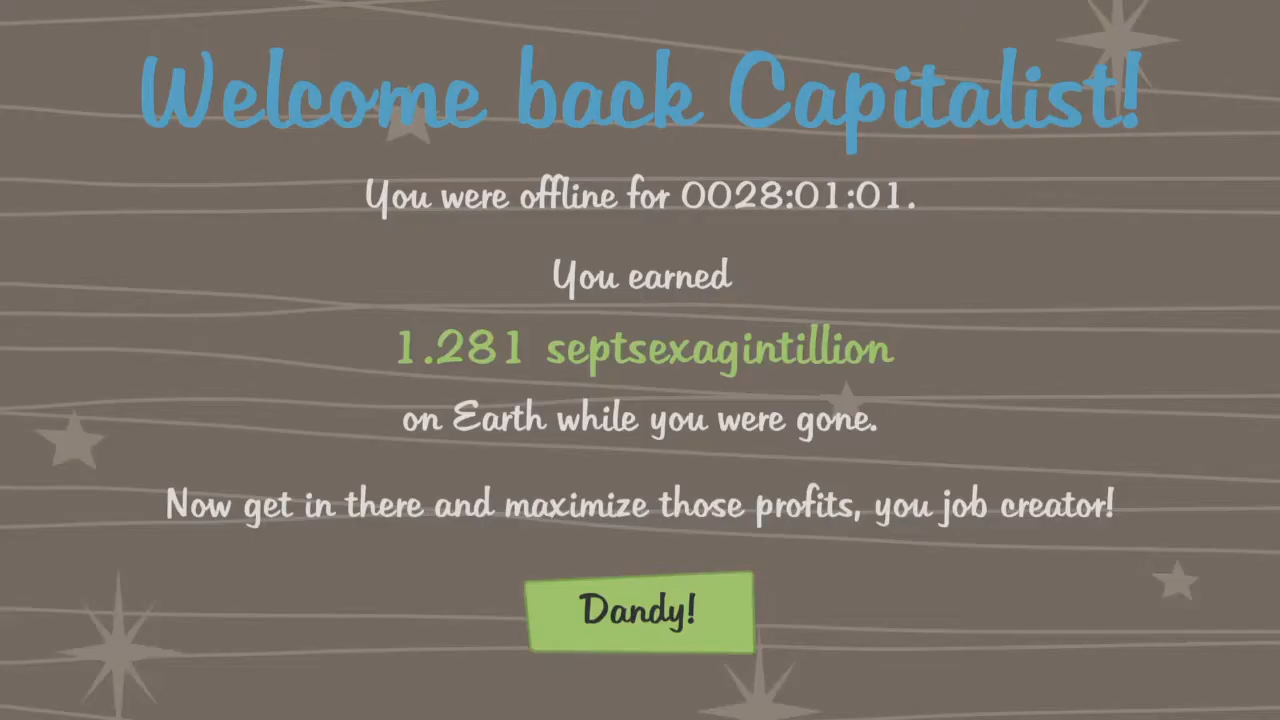 Welcome back Capitalist!
You were offline for 0028:01:01.
You earned
1.281 septsexagintillion
on Earth while you were gone.
Now get in there and maximize those profits, you job creator!
Dandy!